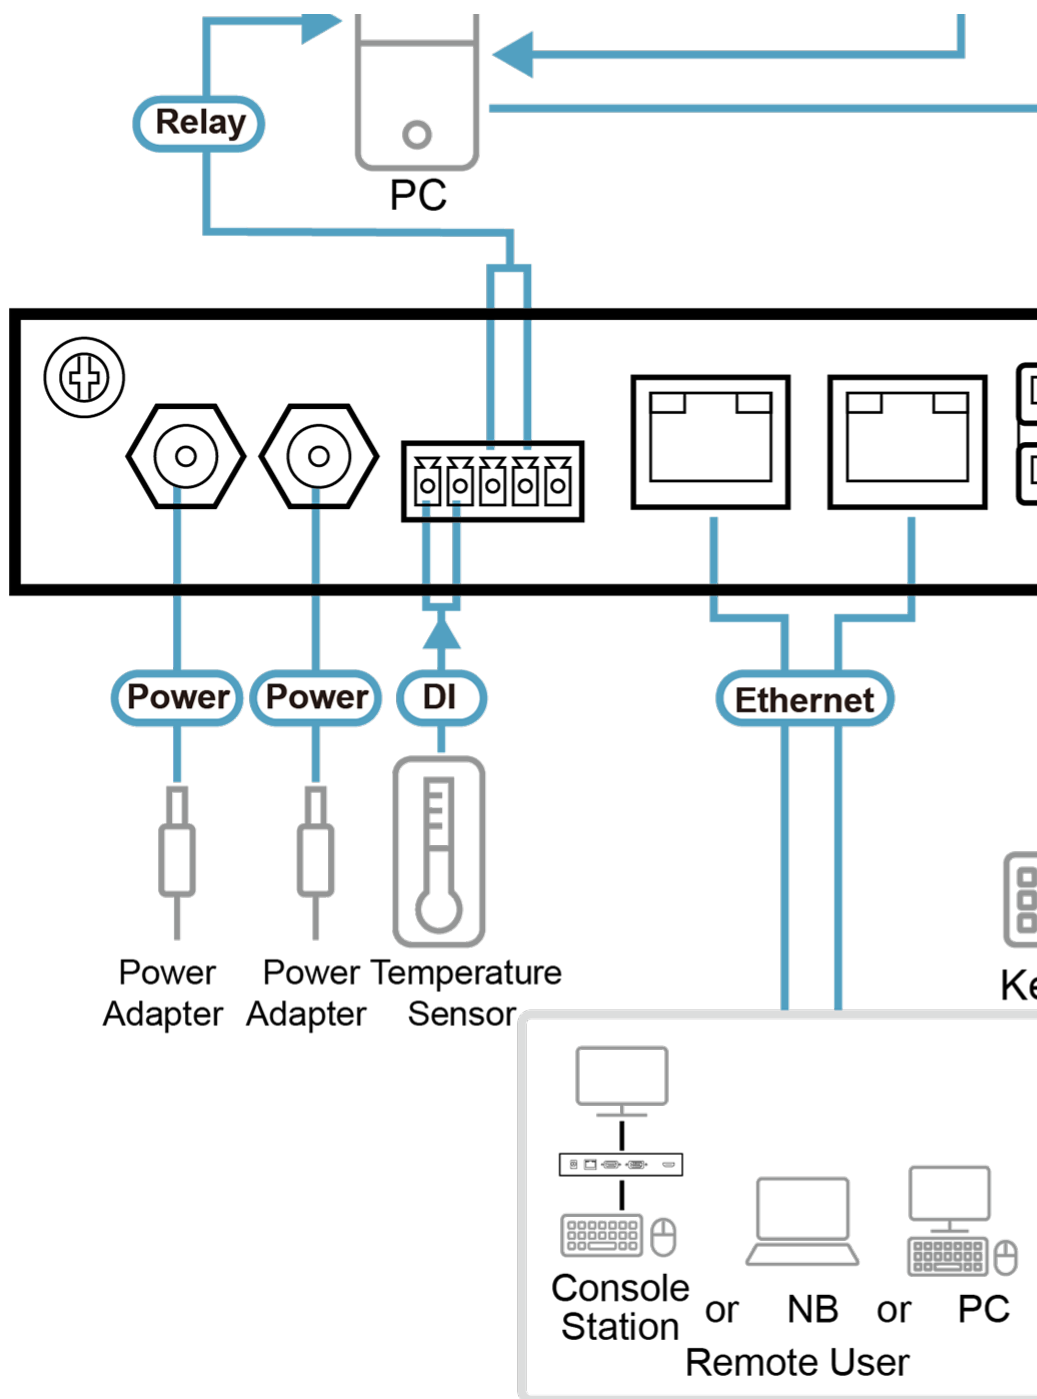 Relay
PC
Power
Power
DI
Ethernet
Power Adapter
Power Adapter
Temperature Sensor
Ke
Console Station
or
NB
or
PC
Remote User